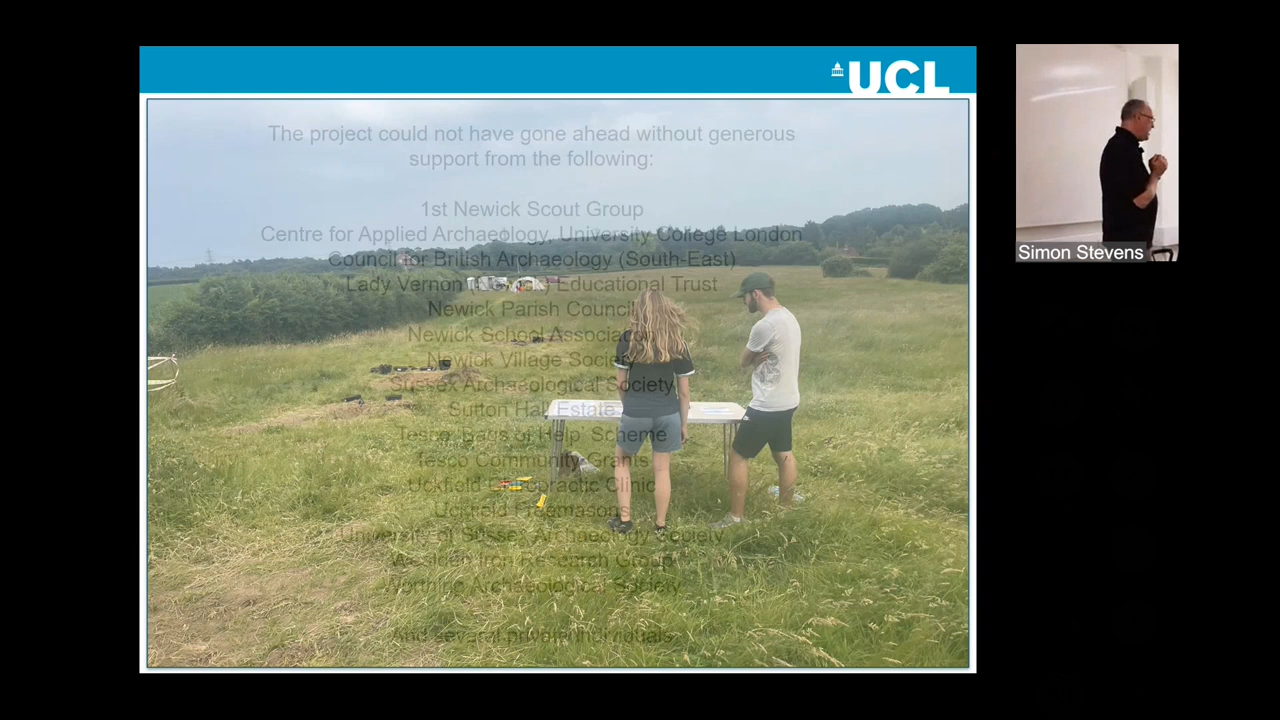 UCL
The project could not have gone ahead without generous
support from the following:
1st Newick Scout Group
Centre for Applied Archaeology, University College London
Council for British Archaeology (South-East)
Lady Vernon (Leeke) Educational Trust
Newick Parish Council
Newick School Association
Newick Village Society
Sussex Archaeological Society
Sutton Hall Estate
Tesco 'Bags of Help' Scheme
Tesco Community Grants
Uckfield Chiropractic Clinic
Uckfield Freemasons
University of Sussex Archaeology Society
Wealden Iron Research Group
Worthing Archaeological Society
And several private individuals
Simon Stevens